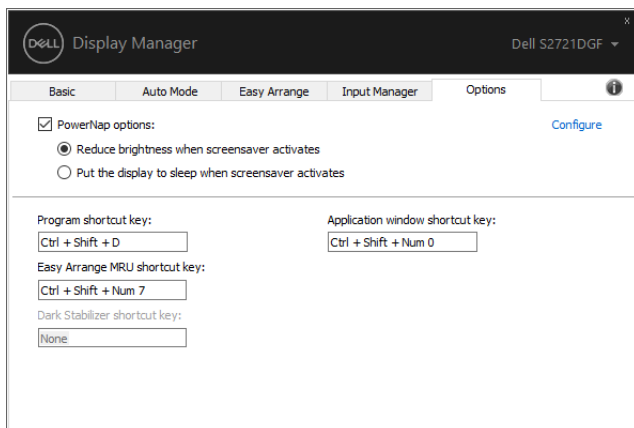 x
DELL Display Manager Dell S2721DGF
Basic Auto Mode Easy Arrange Input Manager Options i
PowerNap options: Configure
Reduce brightness when screensaver activates
Put the display to sleep when screensaver activates
Program shortcut key: Application window shortcut key:
Ctrl + Shift + D Ctrl + Shift + Num 0
Easy Arrange MRU shortcut key:
Ctrl + Shift + Num 7
Dark Stabilizer shortcut key:
None